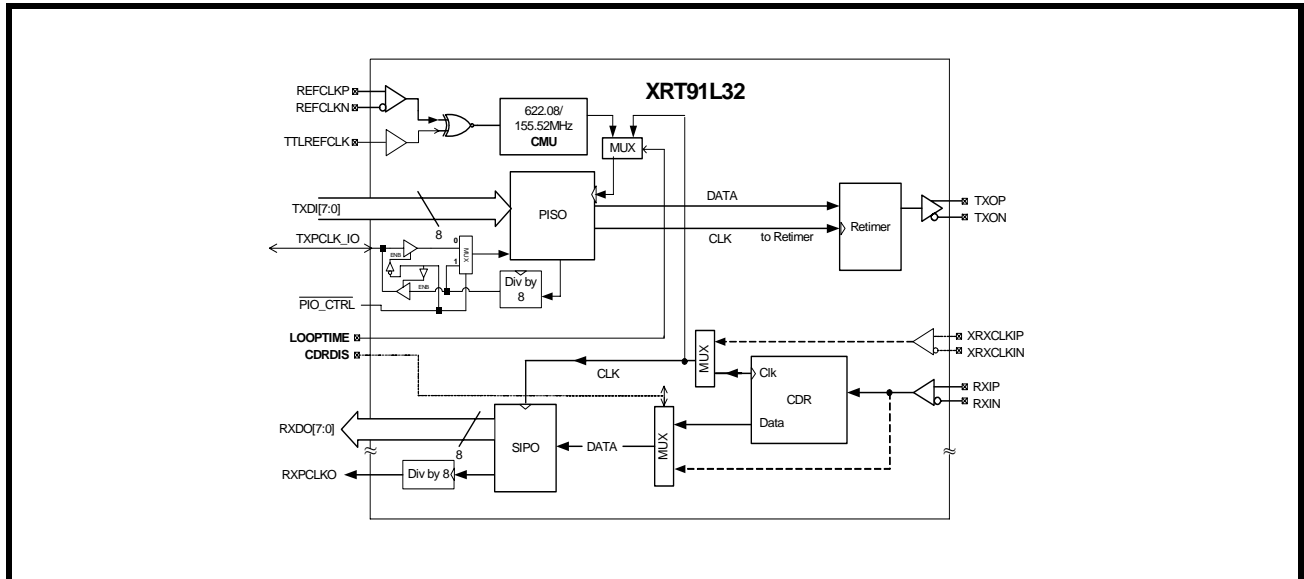 XRT91L32
REFCLKP
REFCLKN
TTLREFCLK
622.08/
155.52MHz
CMU
MUX
TXDI[7:0]
8
PISO
DATA
CLK
to Retimer
Retimer
TXOP
TXON
TXPCLK_IO
ENB
ENB
0
1
MUX
Div by
8
PIO_CTRL
LOOPTIME
CDRDIS
MUX
XRXCLKIP
XRXCLKIN
CLK
Clk
CDR
Data
RXIP
RXIN
RXDO[7:0]
8
SIPO
DATA
MUX
RXPCLKO
Div by 8